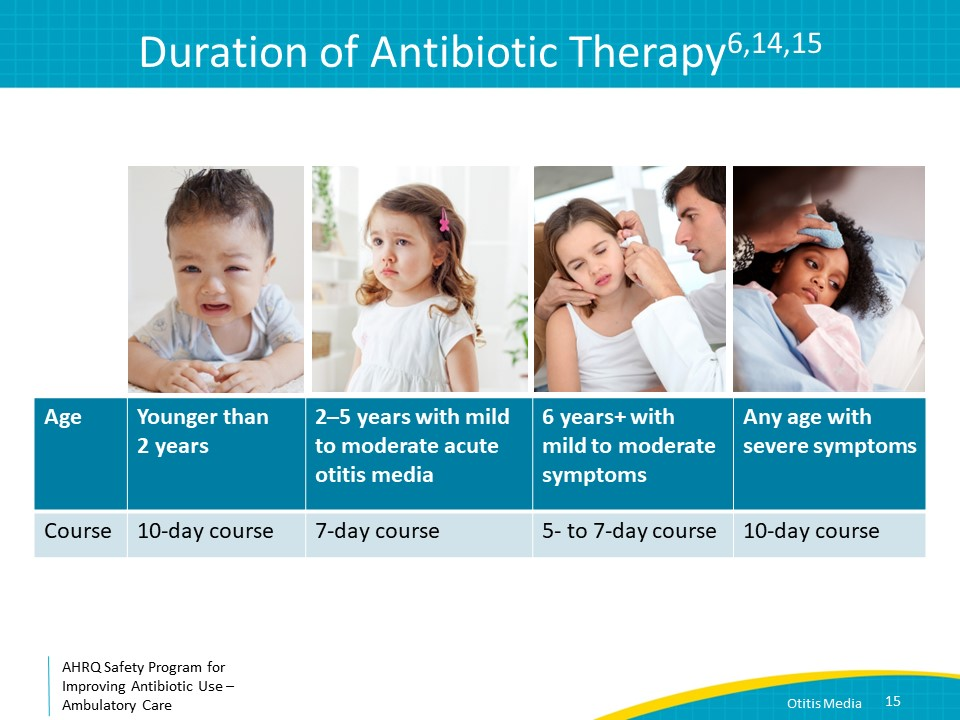 Duration of Antibiotic Therapy6,14,15
Age
Younger than
2 years
2–5 years with mild
to moderate acute
otitis media
6 years+ with
mild to moderate
symptoms
Any age with
severe symptoms
Course
10-day course
7-day course
5- to 7-day course
10-day course
AHRQ Safety Program for
Improving Antibiotic Use –
Ambulatory Care
Otitis Media
15